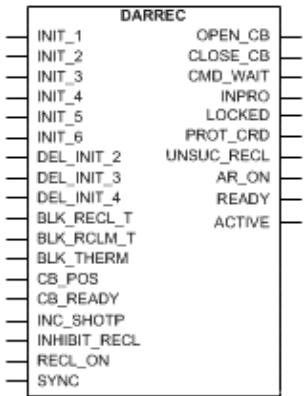 DARREC
INIT_1 OPEN_CB
INIT_2 CLOSE_CB
INIT_3 CMD_WAIT
INIT_4 INPRO
INIT_5 LOCKED
INIT_6 PROT_CRD
DEL_INIT_2 UNSUC_RECL
DEL_INIT_3 AR_ON
DEL_INIT_4 READY
BLK_RECL_T ACTIVE
BLK_RCLM_T
BLK_THERM
CB_POS
CB_READY
INC_SHOTP
INHIBIT_RECL
RECL_ON
SYNC